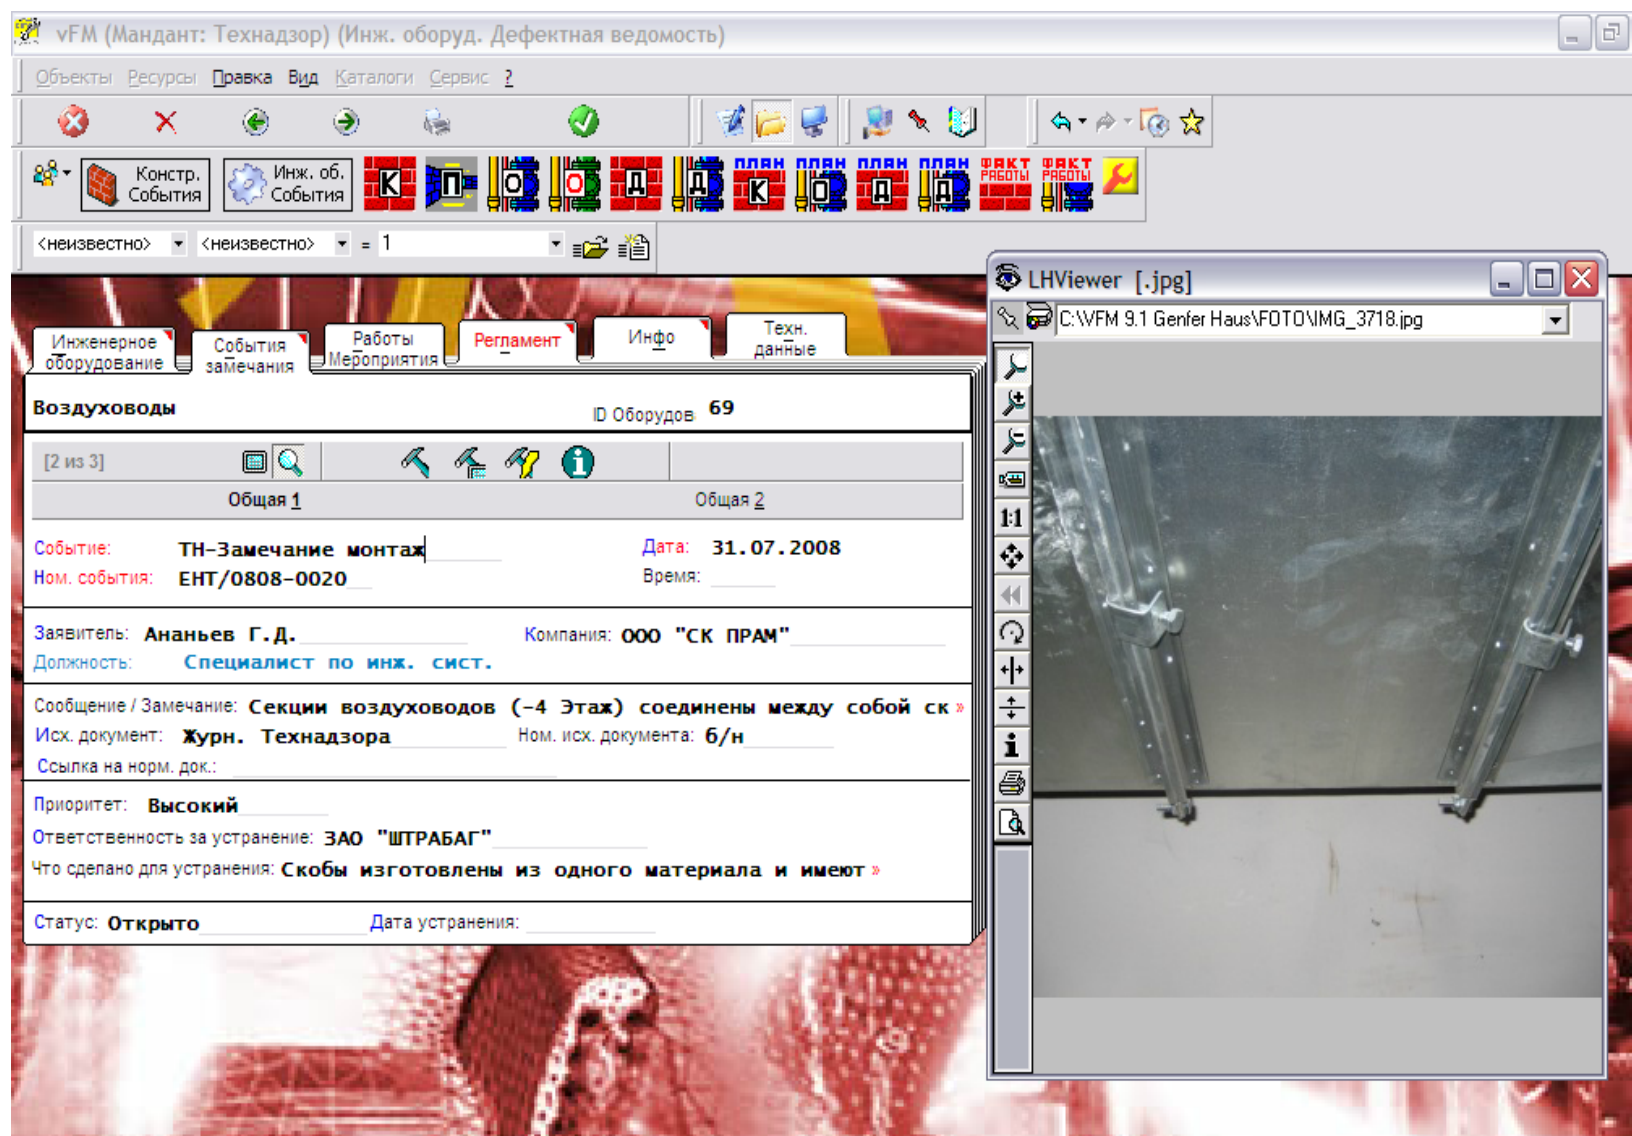 vFM (Мандант: Технадзор) (Инж. оборуд. Дефектная ведомость)
Объекты Ресурсы Правка Вид Каталоги Сервис ?
Констр. События
Инж. об. События
К П О О Д Д
ПЛАН К ПЛАН О ПЛАН Д ПЛАН Д
ФАКТ РАБОТЫ ФАКТ РАБОТЫ
<неизвестно> <неизвестно> = 1
LHViewer [.jpg]
C:\VFM 9.1 Genfer Haus\FOTO\IMG_3718.jpg
1:1
Инженерное оборудование
События замечания
Работы Мероприятия
Регламент
Инфо
Техн. данные
Воздуховоды ID Оборудов 69
[2 из 3]
Общая 1 Общая 2
Событие: ТН-Замечание монтаж Дата: 31.07.2008
Ном. события: ЕНТ/0808-0020 Время:
Заявитель: Ананьев Г.Д. Компания: ООО "СК ПРАМ"
Должность: Специалист по инж. сист.
Сообщение / Замечание: Секции воздуховодов (-4 Этаж) соединены между собой ск »
Исх. документ: Журн. Технадзора Ном. исх. документа: б/н
Ссылка на норм. док.:
Приоритет: Высокий
Ответственность за устранение: ЗАО "ШТРАБАГ"
Что сделано для устранения: Скобы изготовлены из одного материала и имеют »
Статус: Открыто Дата устранения: